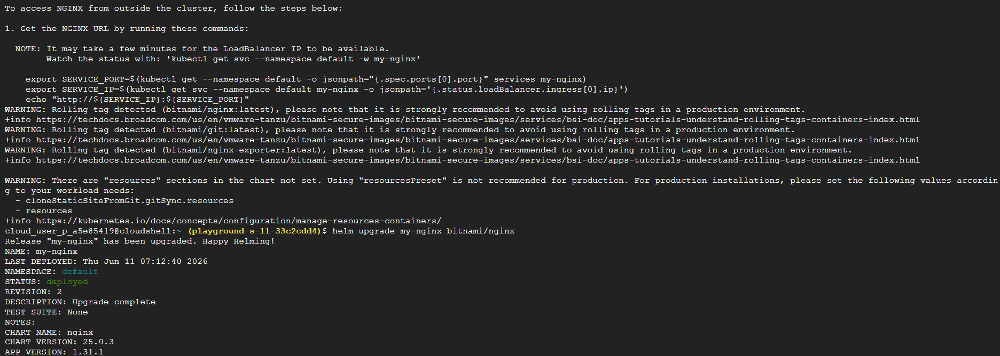 To access NGINX from outside the cluster, follow the steps below:
1. Get the NGINX URL by running these commands:
NOTE: It may take a few minutes for the LoadBalancer IP to be available.
Watch the status with: 'kubectl get svc --namespace default -w my-nginx'
export SERVICE_PORT=$(kubectl get --namespace default -o jsonpath="{.spec.ports[0].port}" services my-nginx)
export SERVICE_IP=$(kubectl get svc --namespace default my-nginx -o jsonpath='{.status.loadBalancer.ingress[0].ip}')
echo "http://${SERVICE_IP}:${SERVICE_PORT}"
WARNING: Rolling tag detected (bitnami/nginx:latest), please note that it is strongly recommended to avoid using rolling tags in a production environment.
+info https://techdocs.broadcom.com/us/en/vmware-tanzu/bitnami-secure-images/bitnami-secure-images/services/bsi-doc/apps-tutorials-understand-rolling-tags-containers-index.html
WARNING: Rolling tag detected (bitnami/git:latest), please note that it is strongly recommended to avoid using rolling tags in a production environment.
+info https://techdocs.broadcom.com/us/en/vmware-tanzu/bitnami-secure-images/bitnami-secure-images/services/bsi-doc/apps-tutorials-understand-rolling-tags-containers-index.html
WARNING: Rolling tag detected (bitnami/nginx-exporter:latest), please note that it is strongly recommended to avoid using rolling tags in a production environment.
+info https://techdocs.broadcom.com/us/en/vmware-tanzu/bitnami-secure-images/bitnami-secure-images/services/bsi-doc/apps-tutorials-understand-rolling-tags-containers-index.html
WARNING: There are "resources" sections in the chart not set. Using "resourcesPreset" is not recommended for production. For production installations, please set the following values accordin
g to your workload needs:
- cloneStaticSiteFromGit.gitSync.resources
- resources
+info https://kubernetes.io/docs/concepts/configuration/manage-resources-containers/
cloud_user_p_a5e85419@cloudshell:~ (playground-s-11-33c2cdd4)$ helm upgrade my-nginx bitnami/nginx
Release "my-nginx" has been upgraded. Happy Helming!
NAME: my-nginx
LAST DEPLOYED: Thu Jun 11 07:12:40 2026
NAMESPACE: default
STATUS: deployed
REVISION: 2
DESCRIPTION: Upgrade complete
TEST SUITE: None
NOTES:
CHART NAME: nginx
CHART VERSION: 25.0.3
APP VERSION: 1.31.1